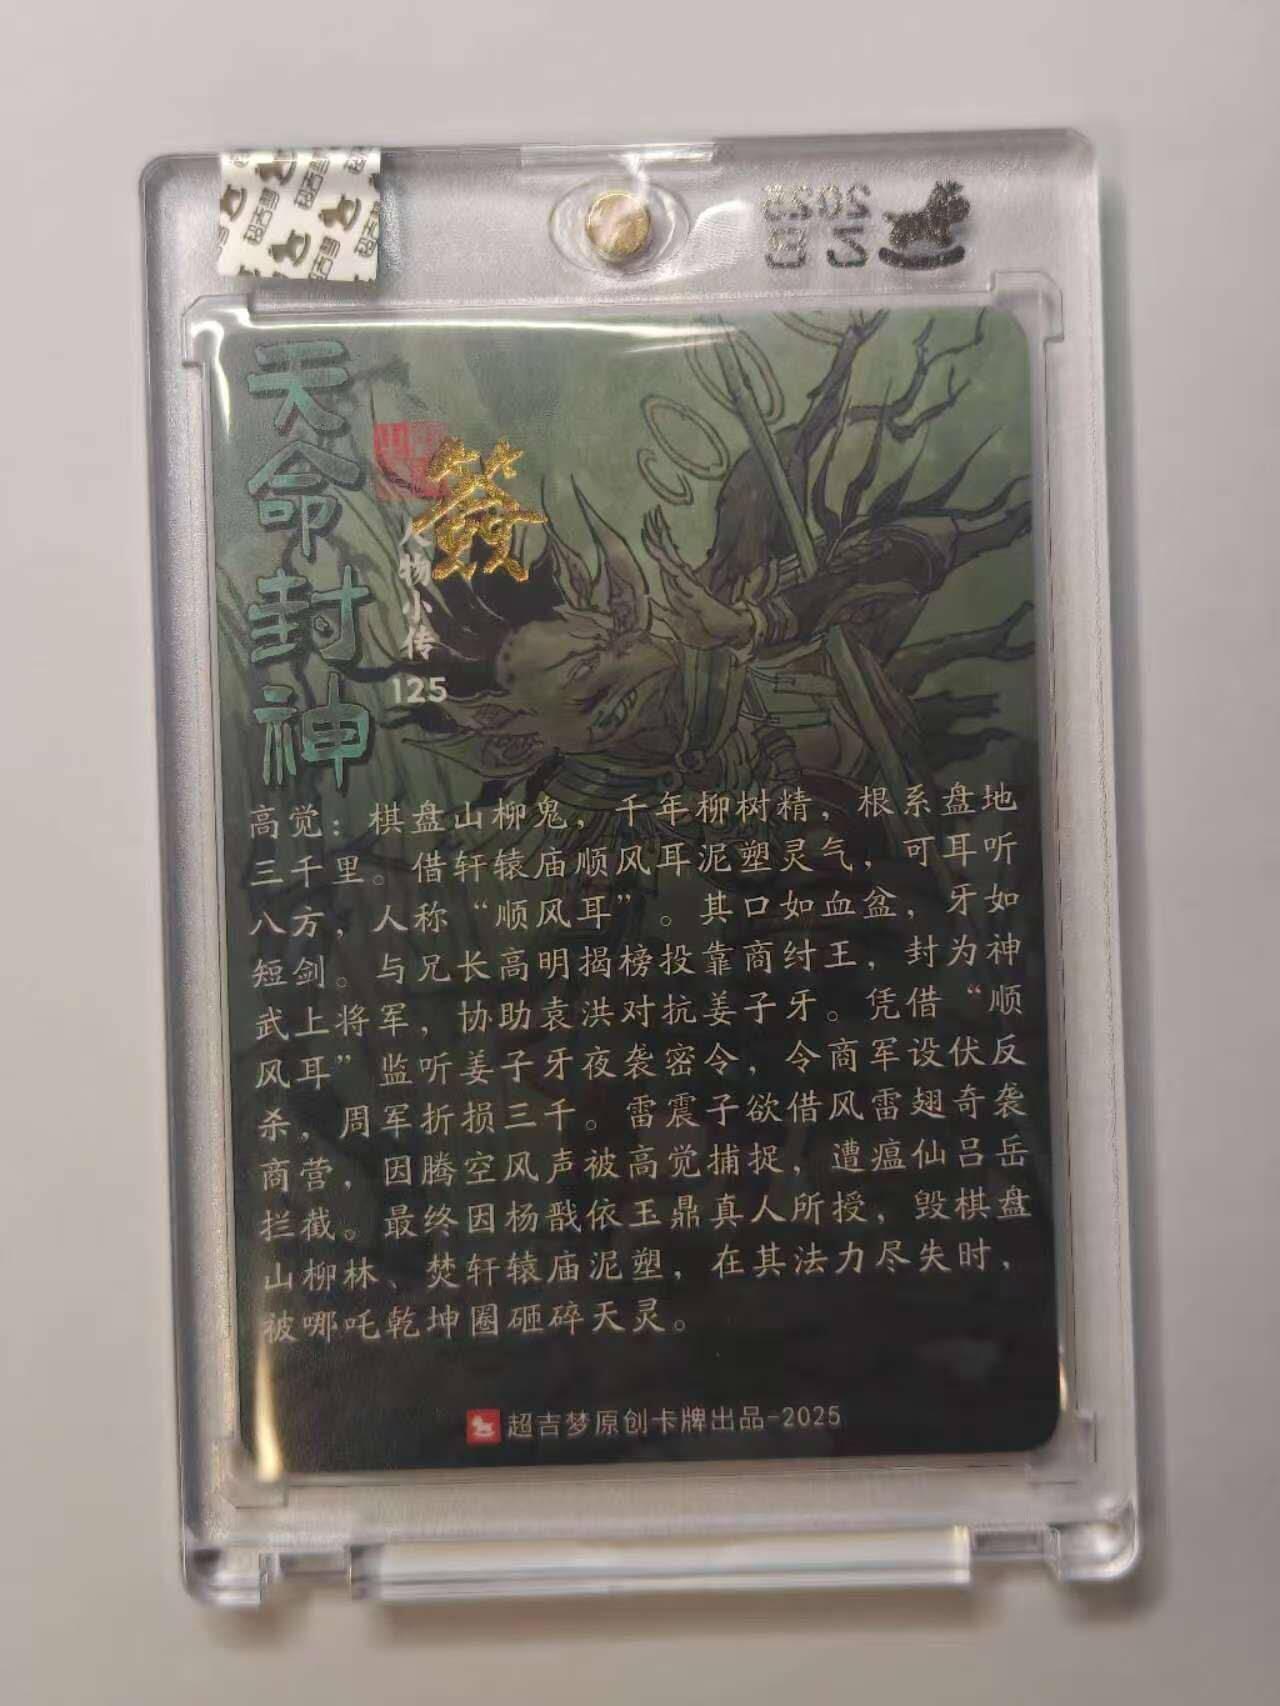 超吉梦
2025
乙巳
天命封神
簽
人物小传
125
高觉：棋盘山柳鬼，千年柳树精，根系盘地
三千里。借轩辕庙顺风耳泥塑灵气，可耳听
八方，人称“顺风耳”。其口如血盆，牙如
短剑。与兄长高明揭榜投靠商纣王，封为神
武上将军，协助袁洪对抗姜子牙。凭借“顺
风耳”监听姜子牙夜袭密令，令商军设伏反
杀，周军折损三千。雷震子欲借风雷翅奇袭
商营，因腾空风声被高觉捕捉，遭瘟仙吕岳
拦截。最终因杨戬依玉鼎真人所授，毁棋盘
山柳林、焚轩辕庙泥塑，在其法力尽失时，
被哪吒乾坤圈砸碎天灵。
超吉梦原创卡牌出品-2025